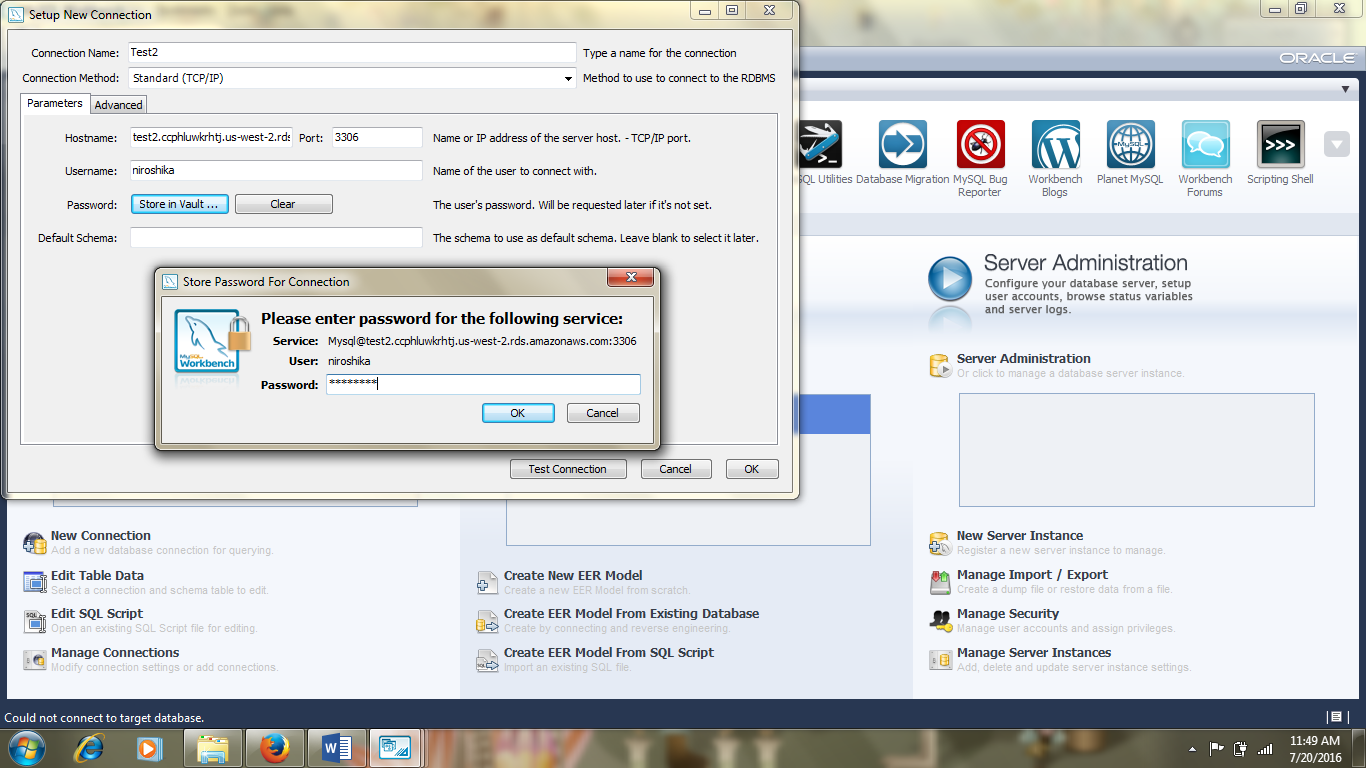 Setup New Connection
Connection Name: Test2 Type a name for the connection
Connection Method: Standard (TCP/IP) Method to use to connect to the RDBMS
Parameters Advanced
Hostname: test2.ccphluwkrhtj.us-west-2.rds Port: 3306 Name or IP address of the server host. - TCP/IP port.
Username: niroshika Name of the user to connect with.
Password: Store in Vault ... Clear The user's password. Will be requested later if it's not set.
Default Schema: The schema to use as default schema. Leave blank to select it later.
Store Password For Connection
Please enter password for the following service:
Service: Mysql@test2.ccphluwkrhtj.us-west-2.rds.amazonaws.com:3306
User: niroshika
Password: ********
OK Cancel
MySQL
Workbench
Test Connection Cancel OK
ORACLE
SQL Utilities Database Migration MySQL Bug
Reporter
Workbench
Blogs
Planet MySQL
Workbench
Forums
>>>
Scripting Shell
MySQL
Server Administration
Configure your database server, setup
user accounts, browse status variables
and server logs.
Server Administration
Or click to manage a database server instance.
New Connection
Add a new database connection for querying.
Edit Table Data
Select a connection and schema table to edit.
Edit SQL Script
Open an existing SQL Script file for editing.
Manage Connections
Modify connection settings or add connections.
Create New EER Model
Create a new EER Model from scratch.
Create EER Model From Existing Database
Create by connecting and reverse engineering.
Create EER Model From SQL Script
Import an existing SQL file.
New Server Instance
Register a new server instance to manage.
Manage Import / Export
Create a dump file or restore data from a file.
Manage Security
Manage user accounts and assign privileges.
Manage Server Instances
Add, delete and update server instance settings.
Could not connect to target database.
11:49 AM
7/20/2016